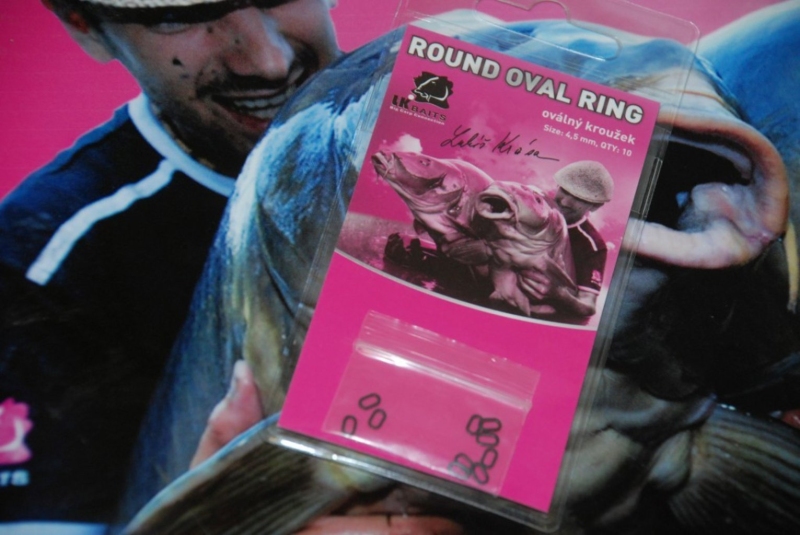 ROUND OVAL RING
LK BAITS
oválný kroužek
Size: 4,5 mm, QTY: 10